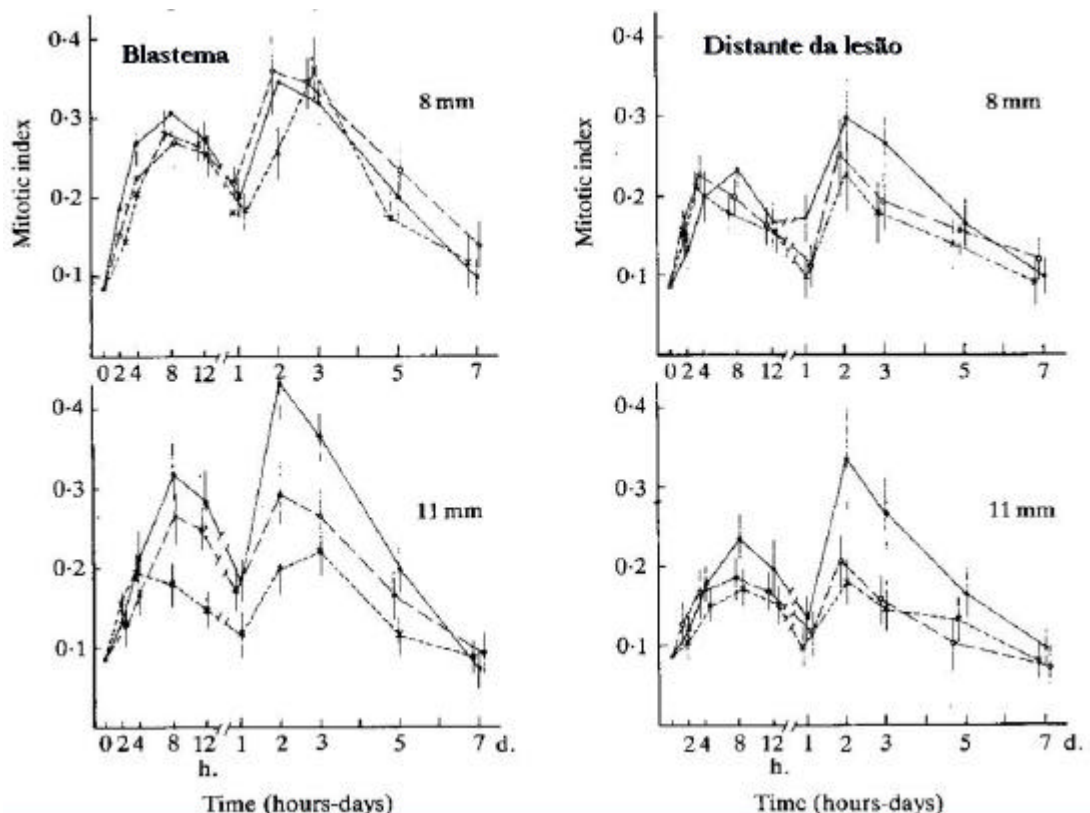 Blastema
8 mm
Mitotic index
0·4
0·3
0·2
0·1
0 2 4 8 12 1 2 3 5 7
Distante da lesão
8 mm
Mitotic index
0·4
0·3
0·2
0·1
0 2 4 8 12 1 2 3 5 7
11 mm
0·4
0·3
0·2
0·1
0 2 4 8 12 1 2 3 5 7 d.
h.
Time (hours-days)
11 mm
0·4
0·3
0·2
0·1
2 4 8 12 1 2 3 5 7 d.
h.
Time (hours-days)